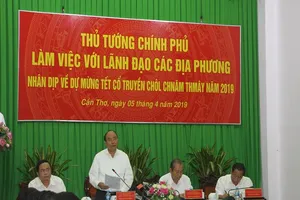 THỦ TƯỚNG CHÍNH PHỦ
LÀM VIỆC VỚI LÃNH ĐẠO CÁC ĐỊA PHƯƠNG
NHÂN DỊP VỀ DỰ MỪNG TẾT CỔ TRUYỀN CHÔL CHNĂM THMÂY NĂM 2019
Cần Thơ, ngày 05 tháng 4 năm 2019